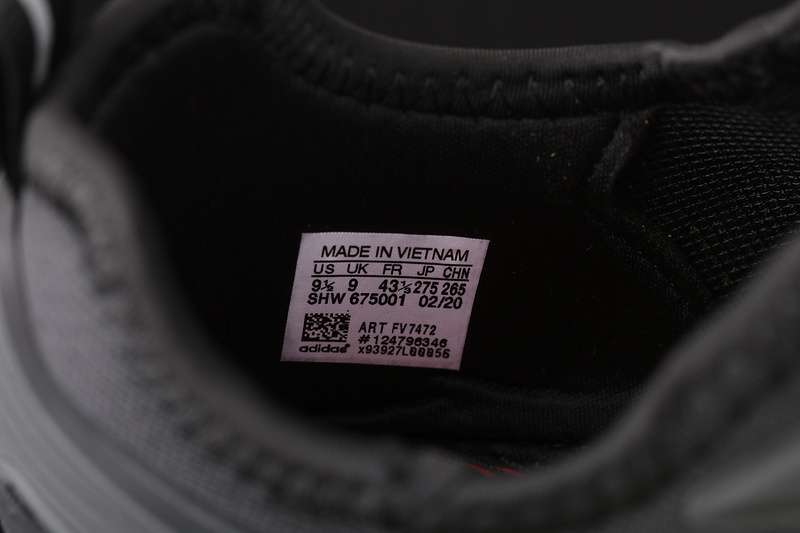 MADE IN VIETNAM
US UK FR JP CHN
9½ 9 43⅓ 275 265
SHW 675001 02/20
ART FV7472
#124796346
adidas